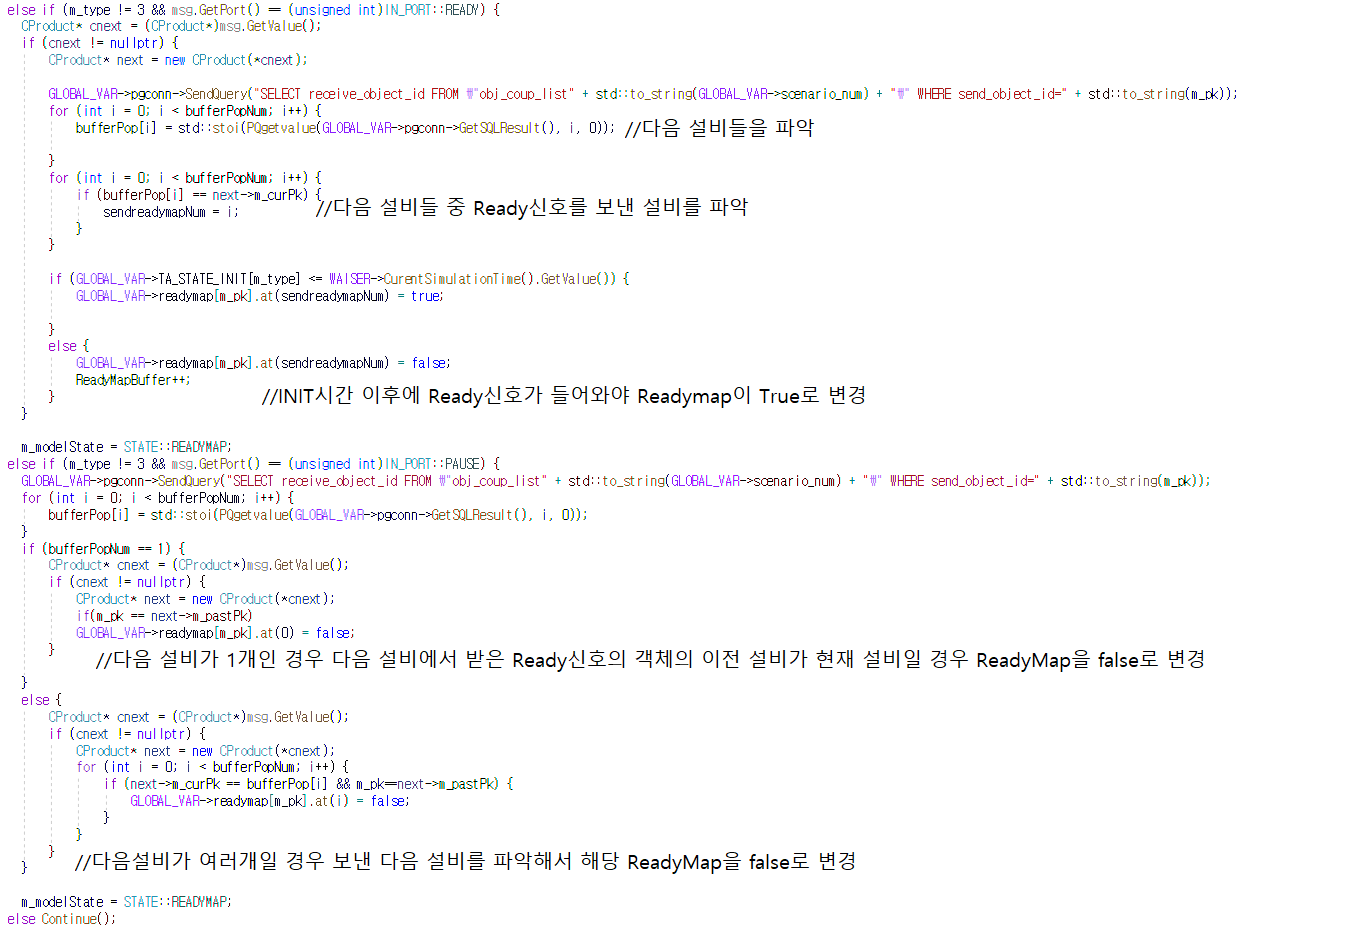 else if (m_type != 3 && msg.GetPort() == (unsigned int)IN_PORT::READY) {
CProduct* cnext = (CProduct*)msg.GetValue();
if (cnext != nullptr) {
CProduct* next = new CProduct(*cnext);
GLOBAL_VAR->pgconn->SendQuery("SELECT receive_object_id FROM ₩"obj_coup_list" + std::to_string(GLOBAL_VAR->scenario_num) + "₩" WHERE send_object_id=" + std::to_string(m_pk));
for (int i = 0; i < bufferPopNum; i++) {
bufferPop[i] = std::stoi(PQgetvalue(GLOBAL_VAR->pgconn->GetSQLResult(), i, 0)); //다음 설비들을 파악
}
for (int i = 0; i < bufferPopNum; i++) {
if (bufferPop[i] == next->m_curPk) {
sendreadymapNum = i; //다음 설비들 중 Ready신호를 보낸 설비를 파악
}
}
if (GLOBAL_VAR->TA_STATE_INIT[m_type] <= WAISER->CurentSimulationTime().GetValue()) {
GLOBAL_VAR->readymap[m_pk].at(sendreadymapNum) = true;
}
else {
GLOBAL_VAR->readymap[m_pk].at(sendreadymapNum) = false;
ReadyMapBuffer++;
} //INIT시간 이후에 Ready신호가 들어와야 Readymap이 True로 변경
}
m_modelState = STATE::READYMAP;
else if (m_type != 3 && msg.GetPort() == (unsigned int)IN_PORT::PAUSE) {
GLOBAL_VAR->pgconn->SendQuery("SELECT receive_object_id FROM ₩"obj_coup_list" + std::to_string(GLOBAL_VAR->scenario_num) + "₩" WHERE send_object_id=" + std::to_string(m_pk));
for (int i = 0; i < bufferPopNum; i++) {
bufferPop[i] = std::stoi(PQgetvalue(GLOBAL_VAR->pgconn->GetSQLResult(), i, 0));
}
if (bufferPopNum == 1) {
CProduct* cnext = (CProduct*)msg.GetValue();
if (cnext != nullptr) {
CProduct* next = new CProduct(*cnext);
if(m_pk == next->m_pastPk)
GLOBAL_VAR->readymap[m_pk].at(0) = false;
}
//다음 설비가 1개인 경우 다음 설비에서 받은 Ready신호의 객체의 이전 설비가 현재 설비일 경우 ReadyMap을 false로 변경
}
else {
CProduct* cnext = (CProduct*)msg.GetValue();
if (cnext != nullptr) {
CProduct* next = new CProduct(*cnext);
for (int i = 0; i < bufferPopNum; i++) {
if (next->m_curPk == bufferPop[i] && m_pk==next->m_pastPk) {
GLOBAL_VAR->readymap[m_pk].at(i) = false;
}
}
}
} //다음설비가 여러개일 경우 보낸 다음 설비를 파악해서 해당 ReadyMap을 false로 변경
m_modelState = STATE::READYMAP;
else Continue();